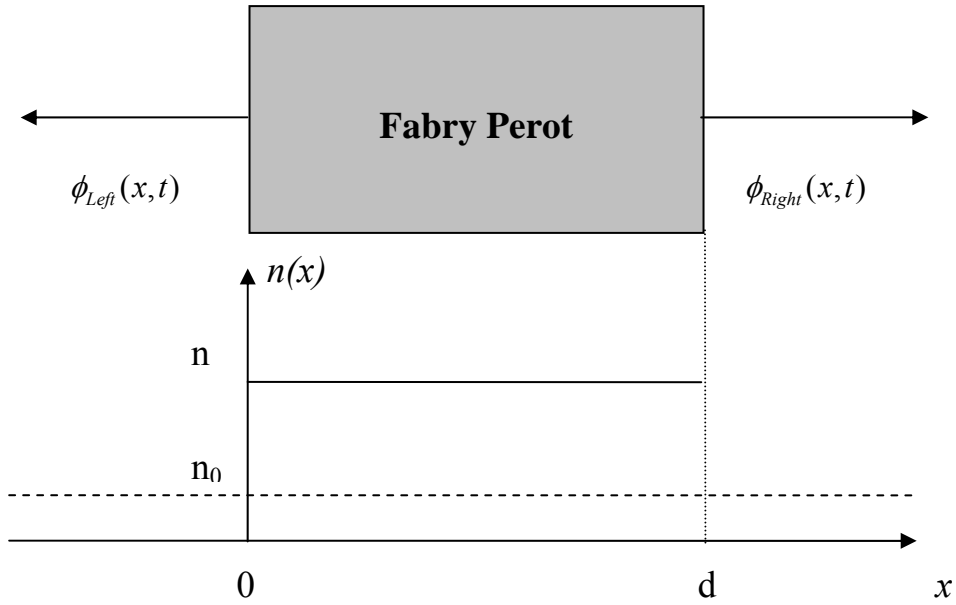 Fabry Perot
ϕLeft(x,t)
ϕRight(x,t)
n(x)
n
n₀
0 d x